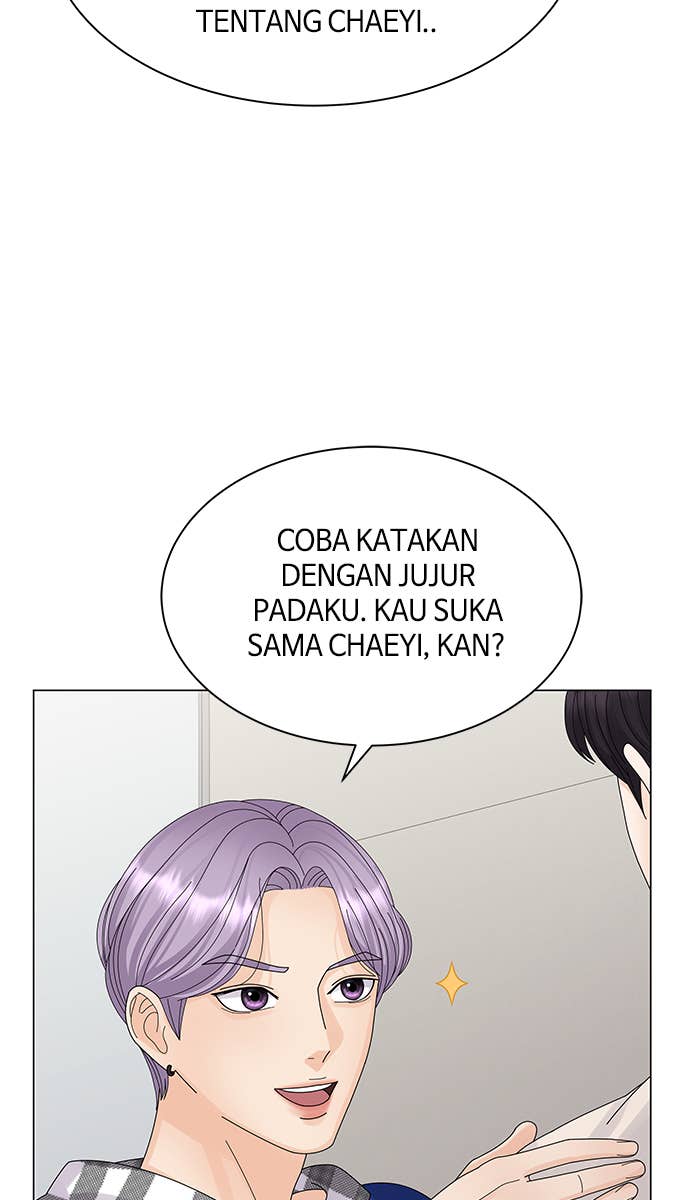 TENTANG CHAEYI..
COBA KATAKAN
DENGAN JUJUR
PADAKU. KAU SUKA
SAMA CHAEYI, KAN?